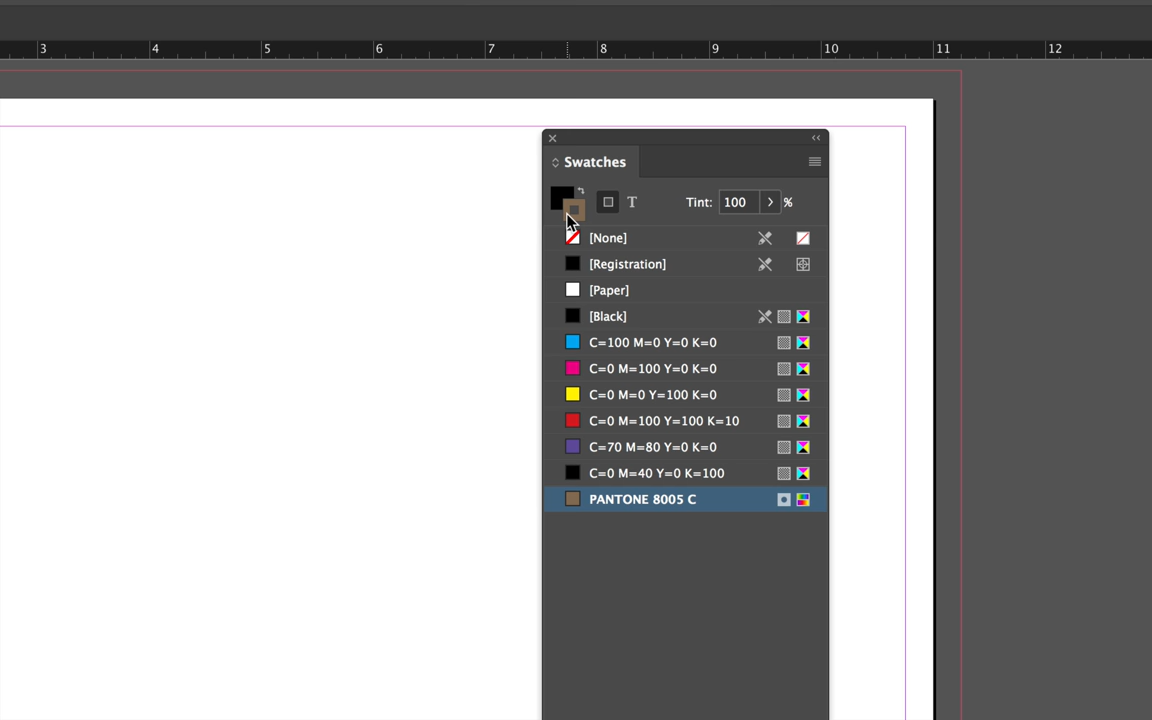 3 4 5 6 7 8 9 10 11 12
Swatches
T Tint: 100 %
[None]
[Registration]
[Paper]
[Black]
C=100 M=0 Y=0 K=0
C=0 M=100 Y=0 K=0
C=0 M=0 Y=100 K=0
C=0 M=100 Y=100 K=10
C=70 M=80 Y=0 K=0
C=0 M=40 Y=0 K=100
PANTONE 8005 C